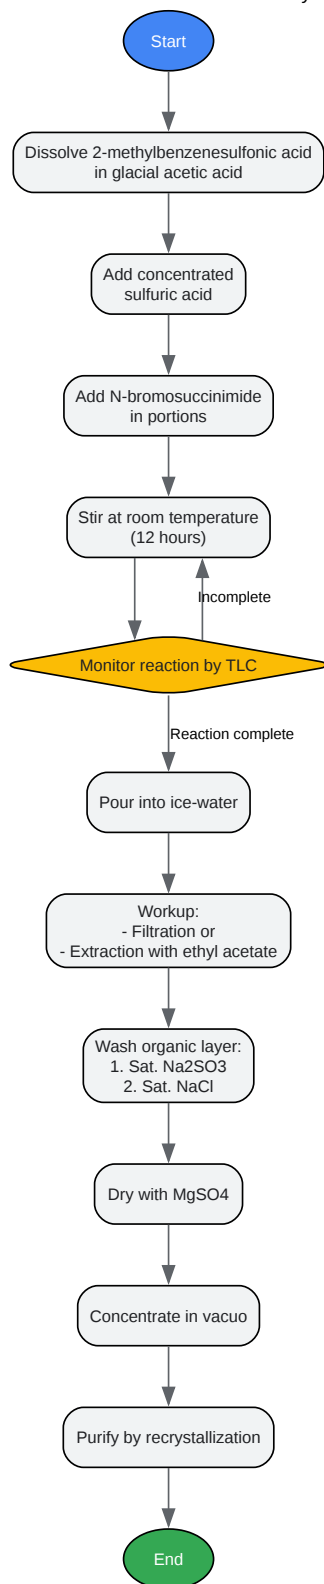 Start
Dissolve 2-methylbenzenesulfonic acid
in glacial acetic acid
Add concentrated
sulfuric acid
Add N-bromosuccinimide
in portions
Stir at room temperature
(12 hours)
Incomplete
Monitor reaction by TLC
Reaction complete
Pour into ice-water
Workup:
- Filtration or
- Extraction with ethyl acetate
Wash organic layer:
1. Sat. Na2SO3
2. Sat. NaCl
Dry with MgSO4
Concentrate in vacuo
Purify by recrystallization
End